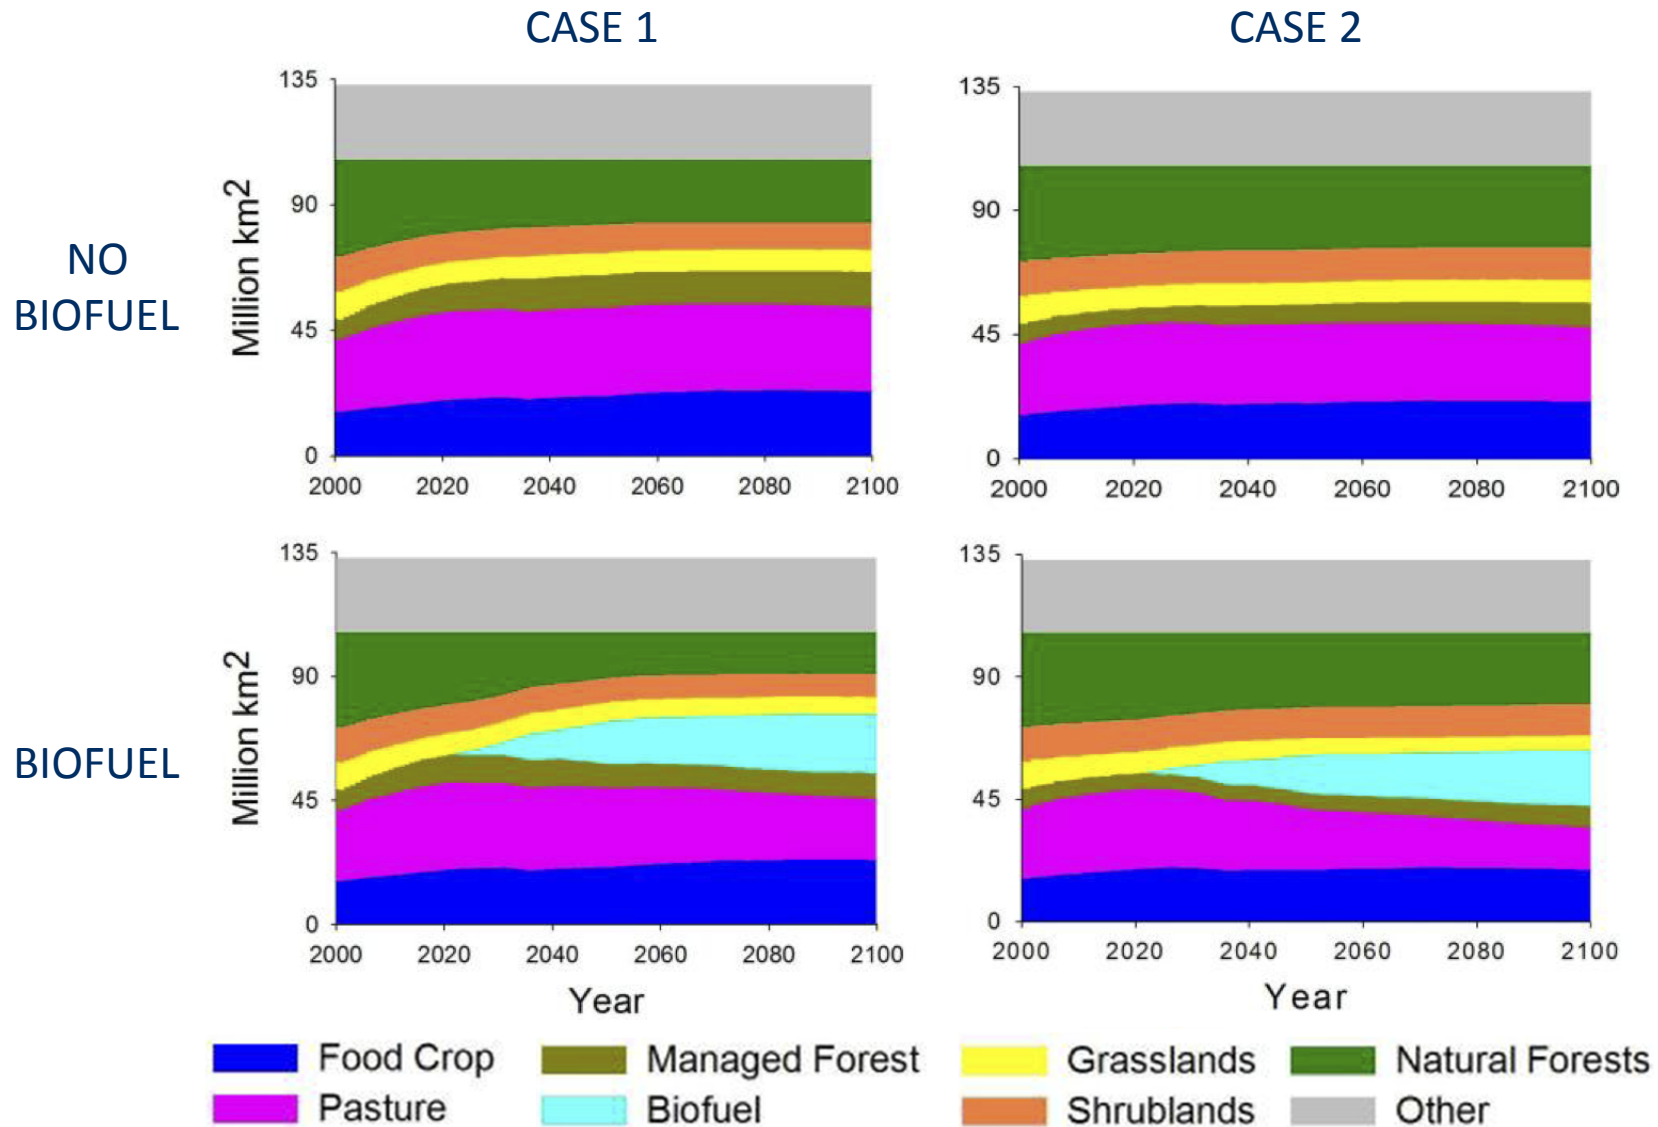 CASE 1
CASE 2
NO
BIOFUEL
Million km2
135
90
45
0
2000 2020 2040 2060 2080 2100
135
90
45
0
2000 2020 2040 2060 2080 2100
BIOFUEL
Million km2
135
90
45
0
2000 2020 2040 2060 2080 2100
Year
135
90
45
0
2000 2020 2040 2060 2080 2100
Year
Food Crop Managed Forest Grasslands Natural Forests
Pasture Biofuel Shrublands Other